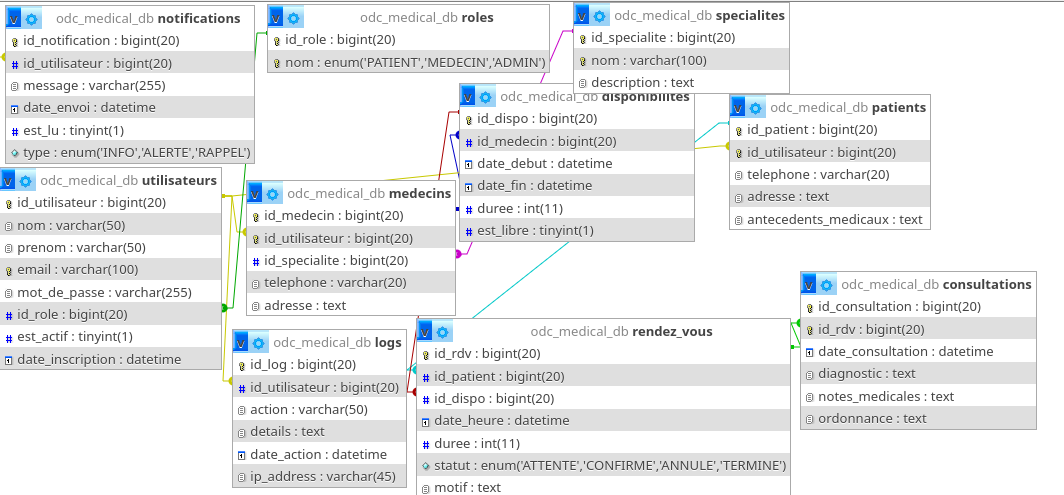 odc_medical_db notifications
id_notification : bigint(20)
id_utilisateur : bigint(20)
message : varchar(255)
date_envoi : datetime
est_lu : tinyint(1)
type : enum('INFO','ALERTE','RAPPEL')
odc_medical_db roles
id_role : bigint(20)
nom : enum('PATIENT','MEDECIN','ADMIN')
odc_medical_db specialites
id_specialite : bigint(20)
nom : varchar(100)
description : text
odc_medical_db disponibilites
id_dispo : bigint(20)
id_medecin : bigint(20)
date_debut : datetime
date_fin : datetime
duree : int(11)
est_libre : tinyint(1)
odc_medical_db patients
id_patient : bigint(20)
id_utilisateur : bigint(20)
telephone : varchar(20)
adresse : text
antecedents_medicaux : text
odc_medical_db utilisateurs
id_utilisateur : bigint(20)
nom : varchar(50)
prenom : varchar(50)
email : varchar(100)
mot_de_passe : varchar(255)
id_role : bigint(20)
est_actif : tinyint(1)
date_inscription : datetime
odc_medical_db medecins
id_medecin : bigint(20)
id_utilisateur : bigint(20)
id_specialite : bigint(20)
telephone : varchar(20)
adresse : text
odc_medical_db logs
id_log : bigint(20)
id_utilisateur : bigint(20)
action : varchar(50)
details : text
date_action : datetime
ip_address : varchar(45)
odc_medical_db rendez_vous
id_rdv : bigint(20)
id_patient : bigint(20)
id_dispo : bigint(20)
date_heure : datetime
duree : int(11)
statut : enum('ATTENTE','CONFIRME','ANNULE','TERMINE')
motif : text
odc_medical_db consultations
id_consultation : bigint(20)
id_rdv : bigint(20)
date_consultation : datetime
diagnostic : text
notes_medicales : text
ordonnance : text